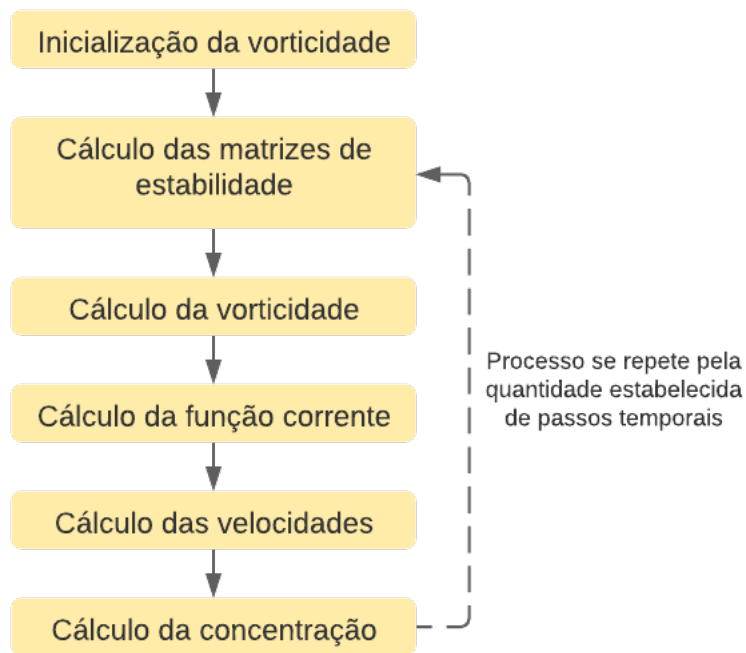 Inicialização da vorticidade
Cálculo das matrizes de
estabilidade
Cálculo da vorticidade
Cálculo da função corrente
Cálculo das velocidades
Cálculo da concentração
Processo se repete pela
quantidade estabelecida
de passos temporais